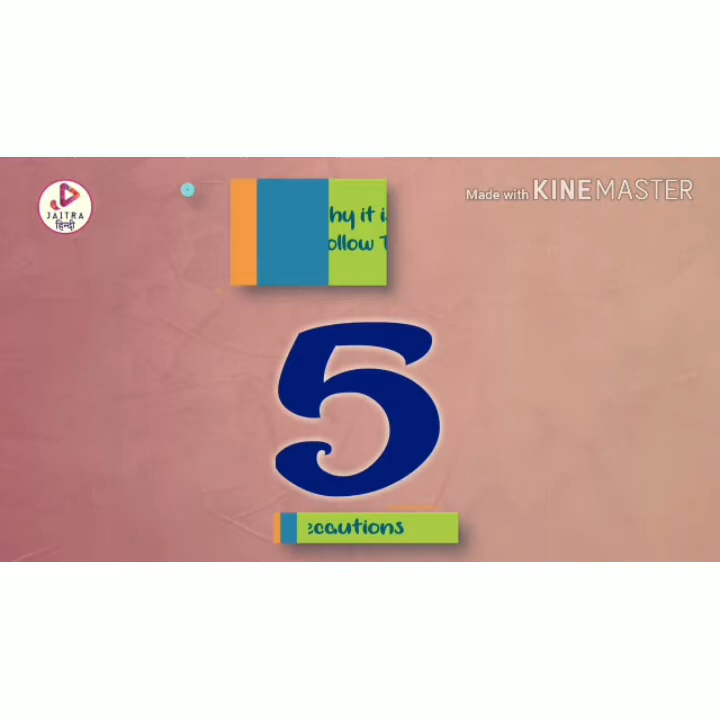 JAITRA
हिन्दी
Made with KINEMASTER
hy it i
ollow T
5
ecautions